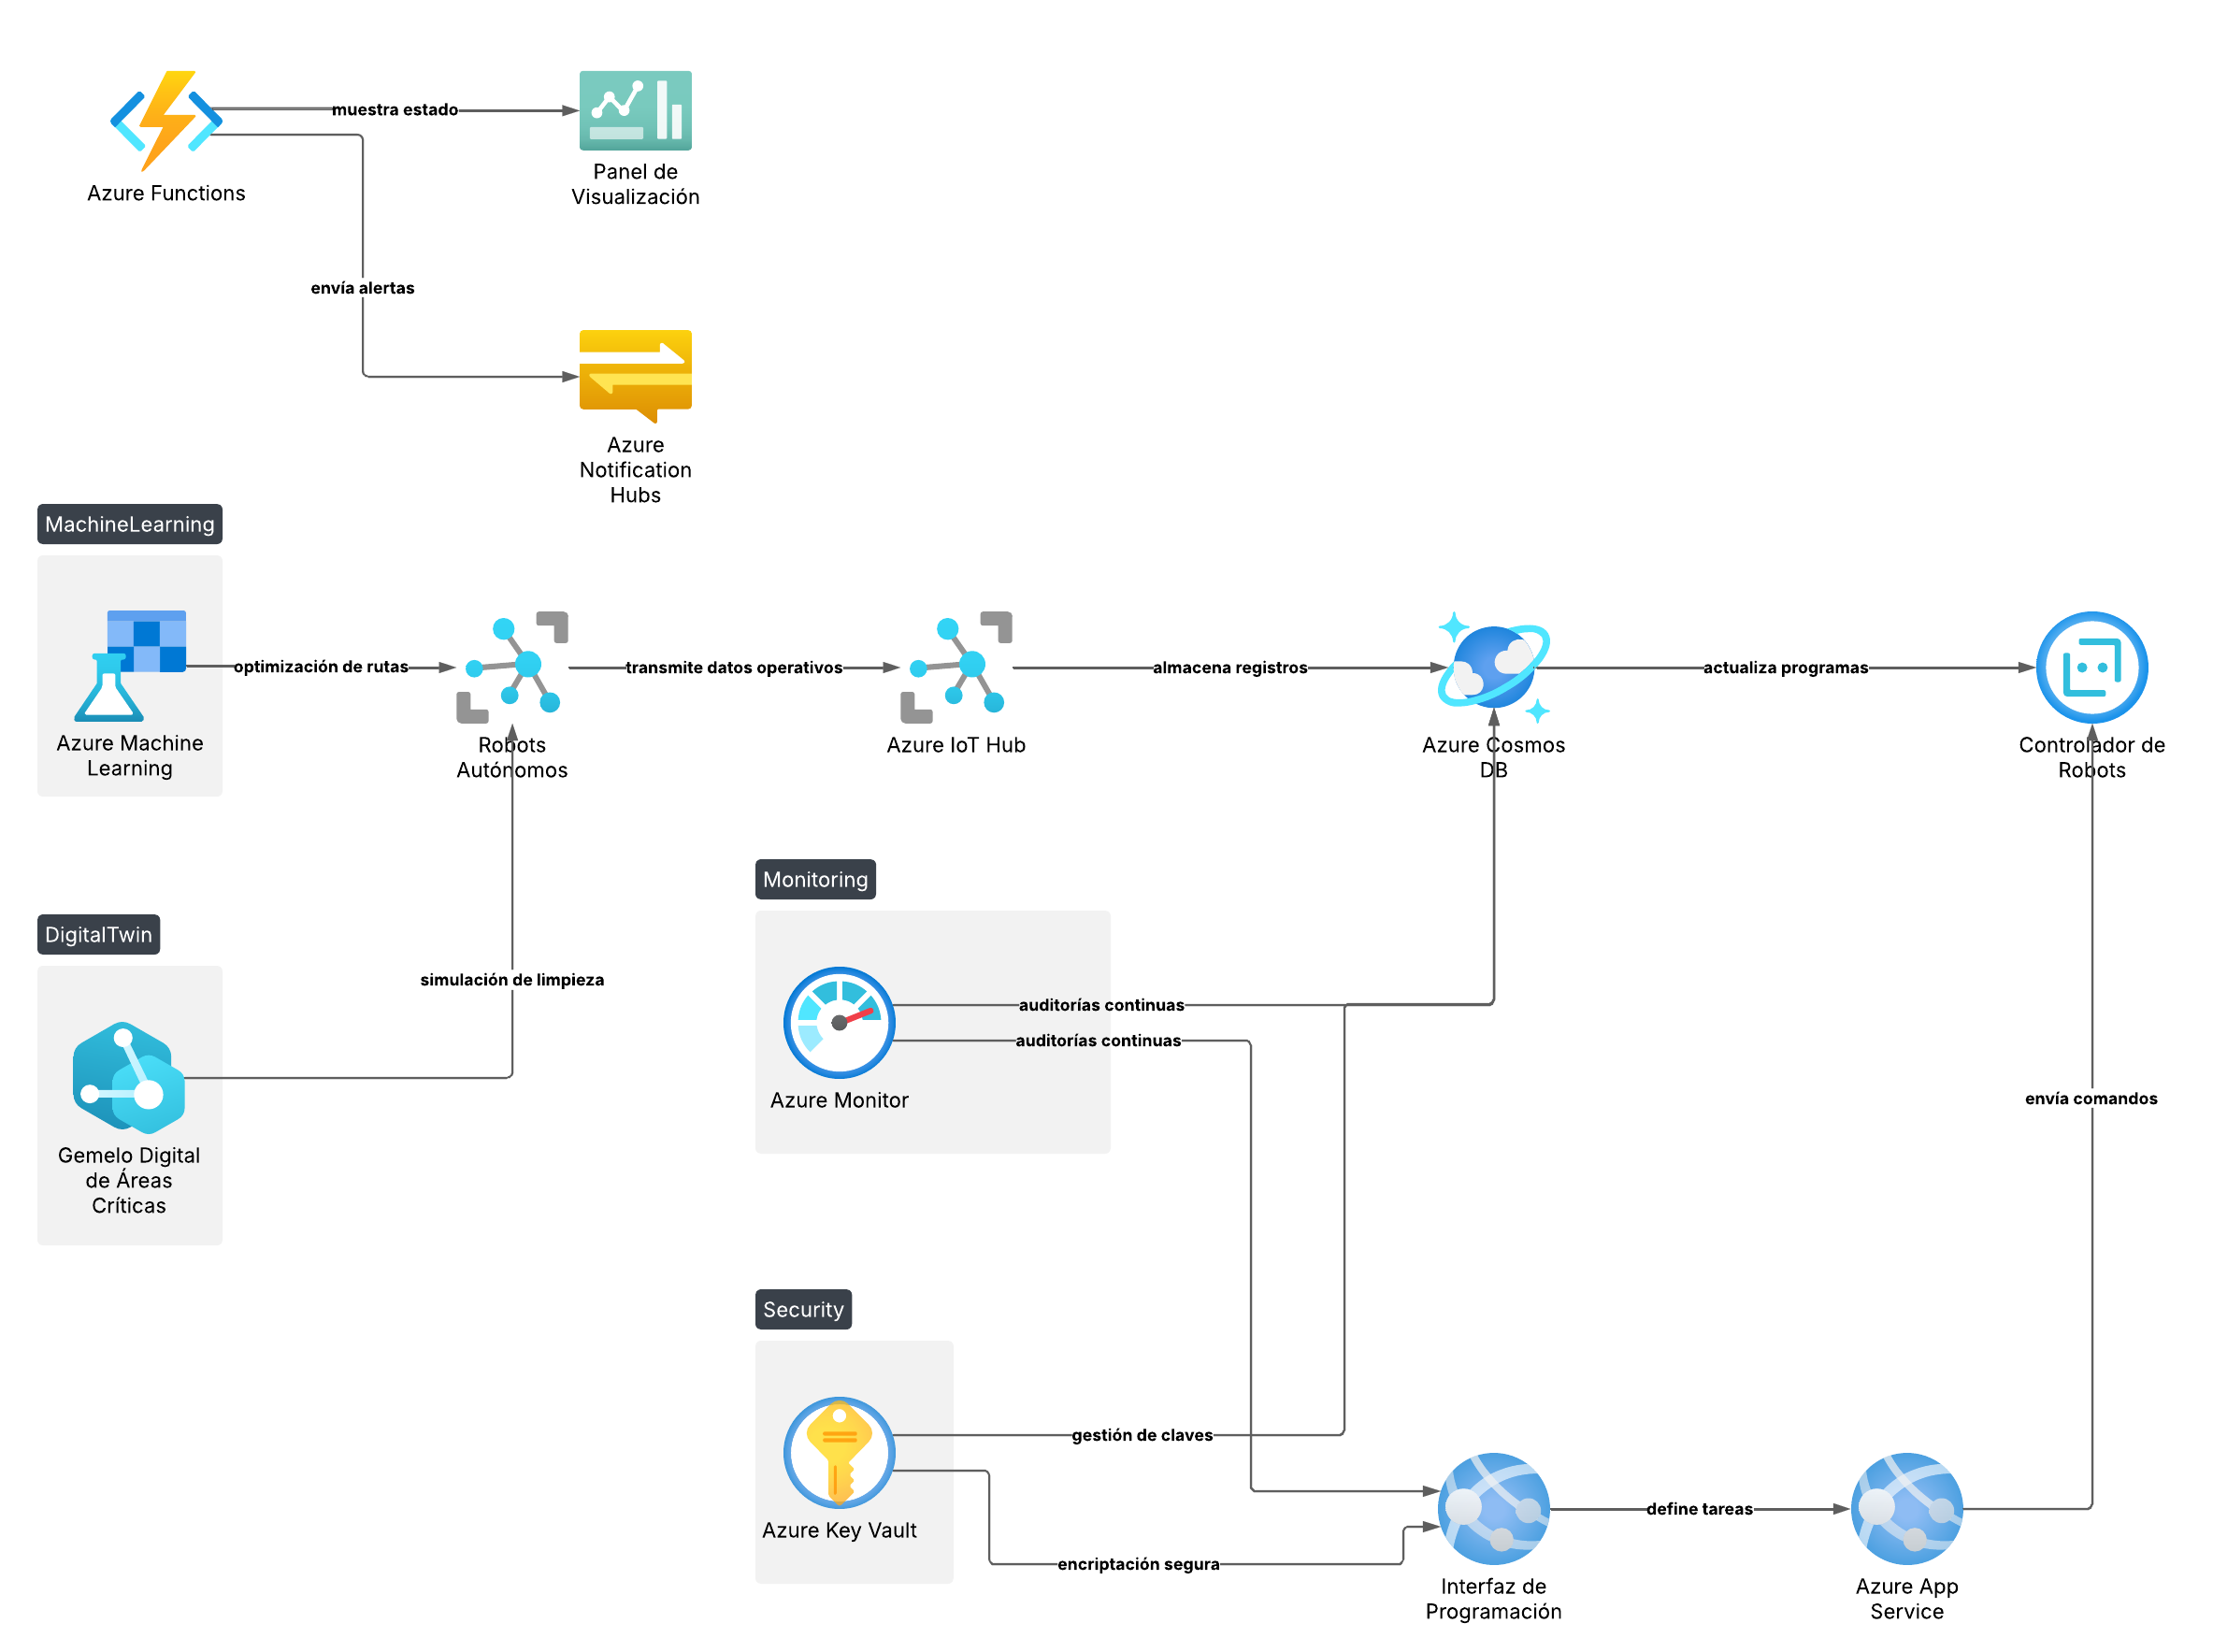 muestra estado
Azure Functions
Panel de
Visualización
envía alertas
Azure
Notification
Hubs
MachineLearning
optimización de rutas
transmite datos operativos
almacena registros
actualiza programas
Azure Machine
Learning
Robots
Autónomos
Azure IoT Hub
Azure Cosmos
DB
Controlador de
Robots
Monitoring
DigitalTwin
simulación de limpieza
auditorías continuas
auditorías continuas
Azure Monitor
envía comandos
Gemelo Digital
de Áreas
Críticas
Security
gestión de claves
Azure Key Vault
define tareas
encriptación segura
Interfaz de
Programación
Azure App
Service